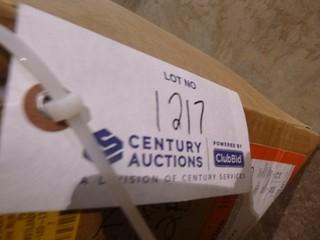 LOT NO
1217
CENTURY AUCTIONS
POWERED BY
ClubBid
A DIVISION OF CENTURY SERVICES